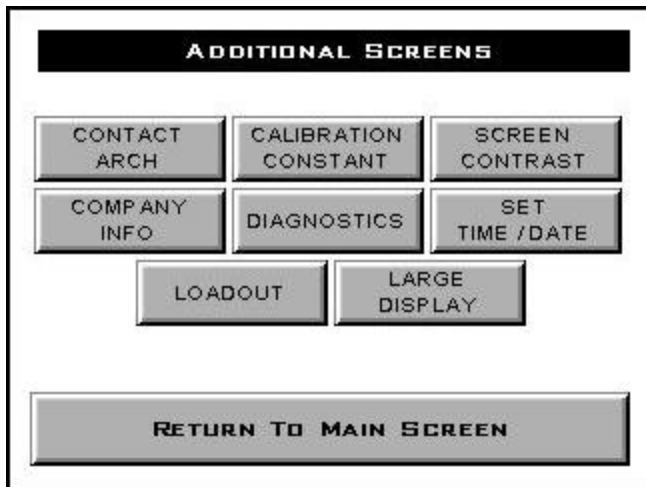 ADDITIONAL SCREENS
CONTACT ARCH
CALIBRATION CONSTANT
SCREEN CONTRAST
COMPANY INFO
DIAGNOSTICS
SET TIME /DATE
LOADOUT
LARGE DISPLAY
RETURN TO MAIN SCREEN